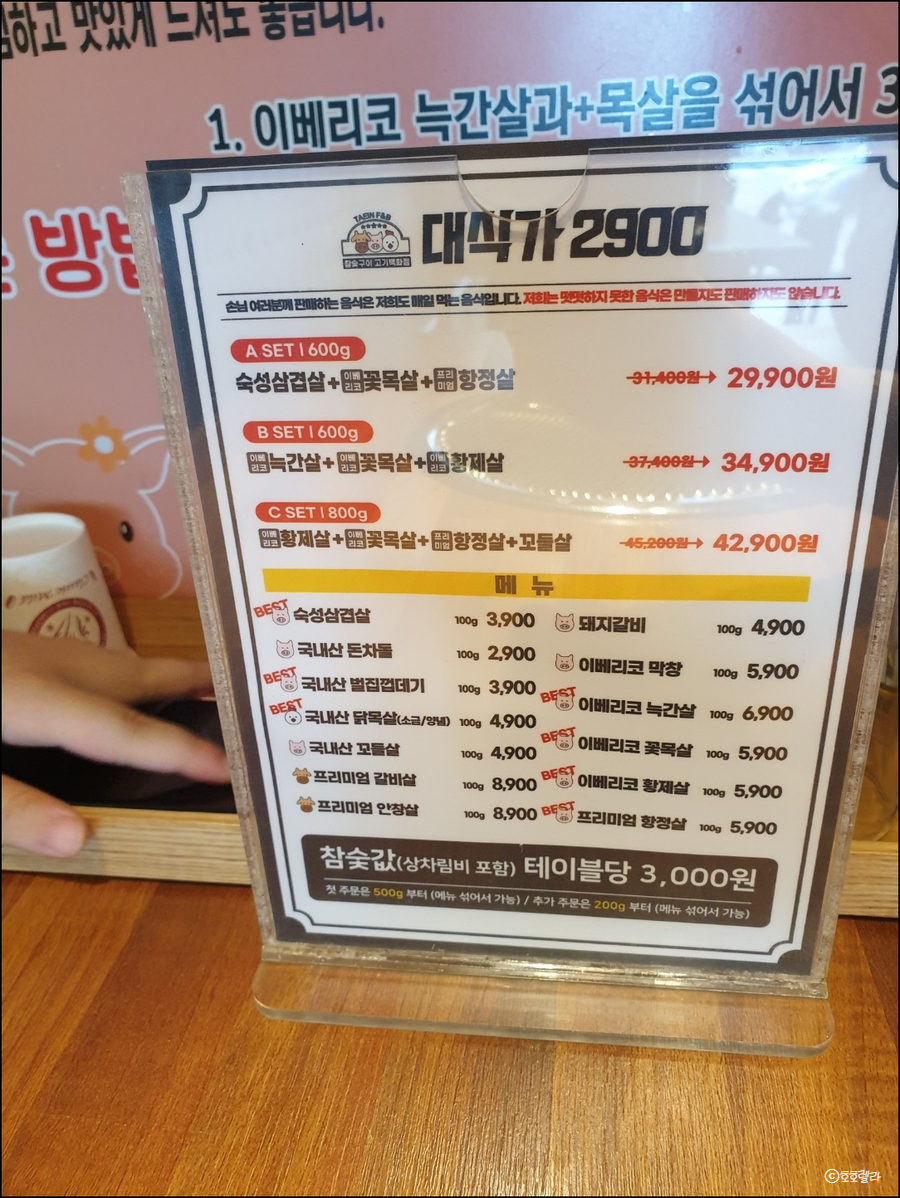 하고 맛있게 드셔도 좋습니다.
1. 이베리코 늑간살과+목살을 섞어서 3
방법
TAEIN F&B
참숯구이 고기백화점
대식가 2900
손님 여러분께 판매하는 음식은 저희도 매일 먹는 음식입니다. 저희는 떳떳하지 못한 음식은 만들지도 판매하지도 않습니다.
A SET | 600g
숙성삼겹살+이베리코꽃목살+프리미엄항정살 31,400원→ 29,900원
B SET | 600g
이베리코늑간살+이베리코꽃목살+이베리코황제살 37,400원→ 34,900원
C SET | 800g
이베리코황제살+이베리코꽃목살+프리미엄항정살+꼬들살 45,200원→ 42,900원
메 뉴
BEST 숙성삼겹살 100g 3,900
국내산 돈차돌 100g 2,900
BEST 국내산 벌집껍데기 100g 3,900
BEST 국내산 닭목살(소금/양념) 100g 4,900
국내산 꼬들살 100g 4,900
프리미엄 갈비살 100g 8,900
프리미엄 안창살 100g 8,900
돼지갈비 100g 4,900
이베리코 막창 100g 5,900
BEST 이베리코 늑간살 100g 6,900
BEST 이베리코 꽃목살 100g 5,900
BEST 이베리코 황제살 100g 5,900
BEST 프리미엄 항정살 100g 5,900
참숯값(상차림비 포함) 테이블당 3,000원
첫 주문은 500g 부터 (메뉴 섞어서 가능) / 추가 주문은 200g 부터 (메뉴 섞어서 가능)
ⓒ호호랄라